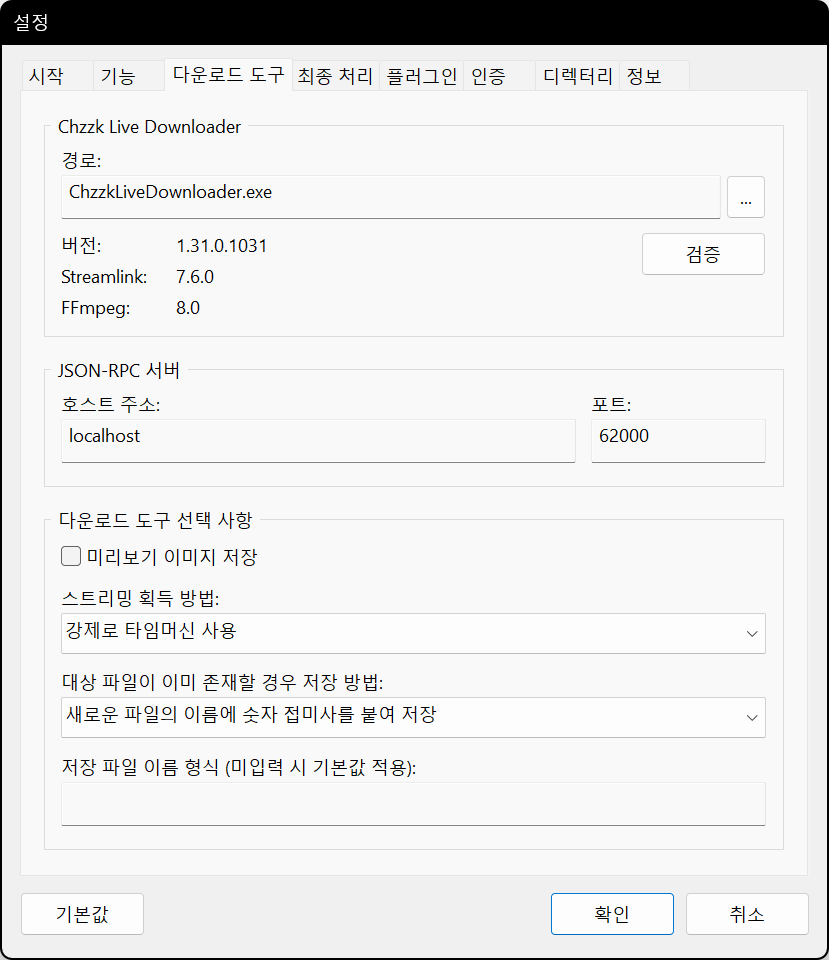 설정
시작 기능 다운로드 도구 최종 처리 플러그인 인증 디렉터리 정보
Chzzk Live Downloader
경로:
ChzzkLiveDownloader.exe ...
버전: 1.31.0.1031 검증
Streamlink: 7.6.0
FFmpeg: 8.0
JSON-RPC 서버
호스트 주소: 포트:
localhost 62000
다운로드 도구 선택 사항
미리보기 이미지 저장
스트리밍 획득 방법:
강제로 타임머신 사용
대상 파일이 이미 존재할 경우 저장 방법:
새로운 파일의 이름에 숫자 접미사를 붙여 저장
저장 파일 이름 형식 (미입력 시 기본값 적용):
기본값 확인 취소